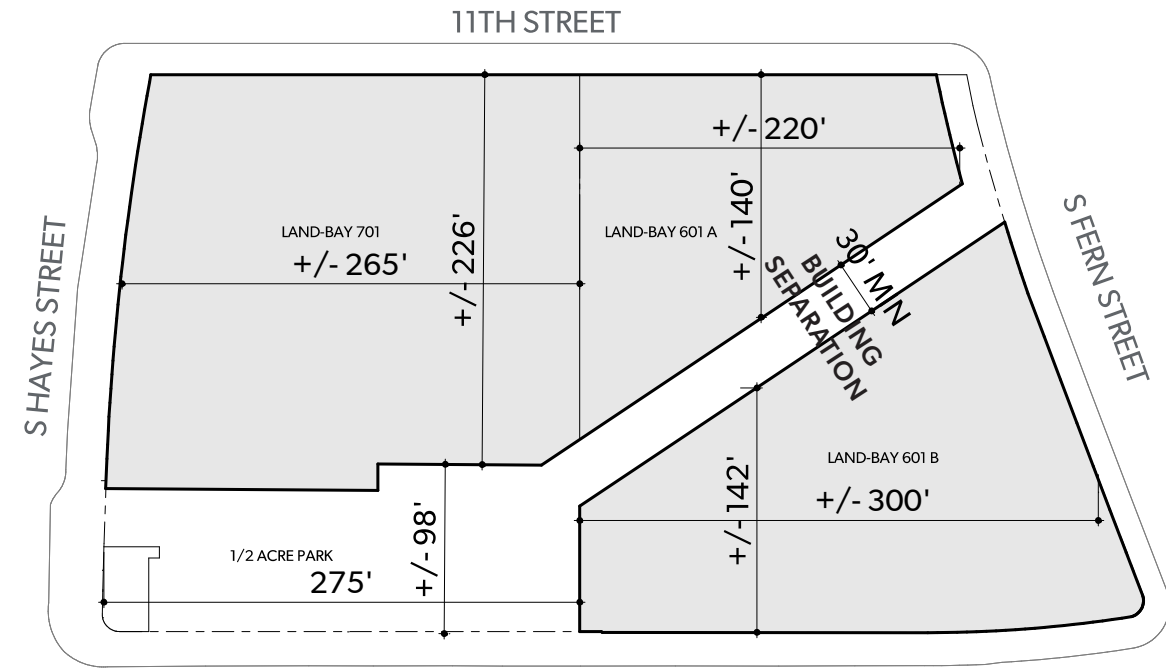 11TH STREET
+/- 220'
S HAYES STREET
LAND-BAY 701
+/- 265'
+/- 226'
LAND-BAY 601 A
+/- 140'
30' MIN
BUILDING
SEPARATION
S FERN STREET
LAND-BAY 601 B
+/- 300'
+/- 142'
1/2 ACRE PARK
275'
+/- 98'